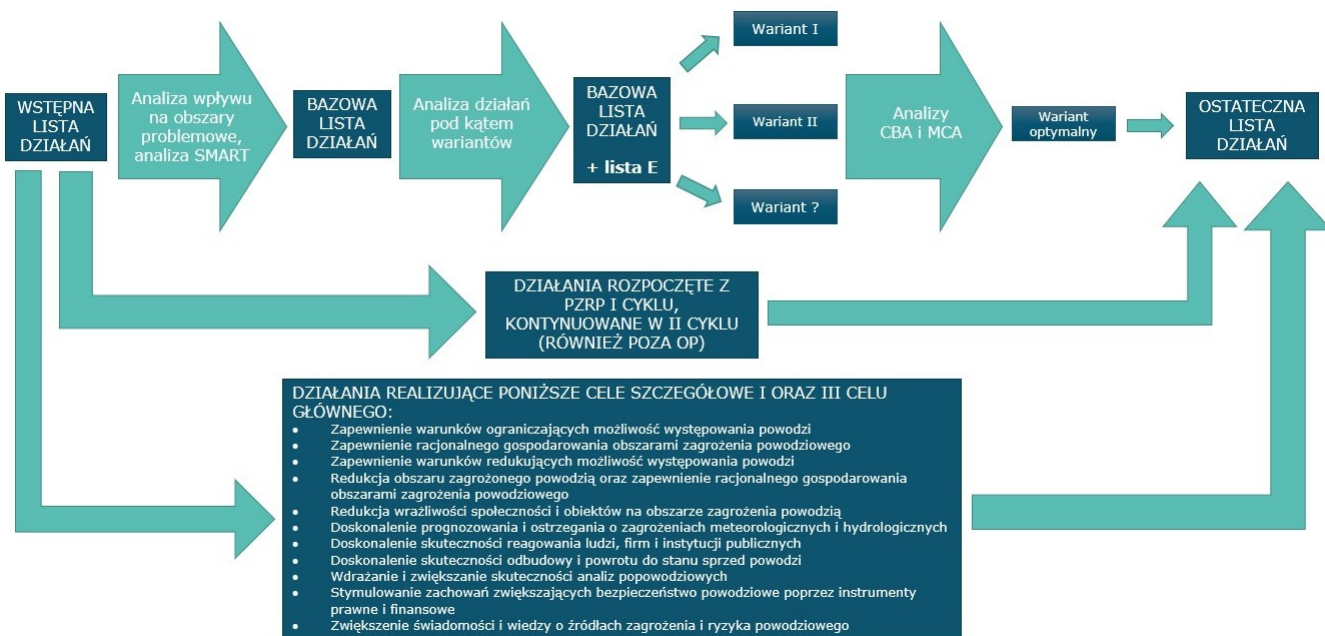 WSTĘPNA
LISTA
DZIAŁAŃ
Analiza wpływu
na obszary
problemowe,
analiza SMART
BAZOWA
LISTA
DZIAŁAŃ
Analiza działań
pod kątem
wariantów
BAZOWA
LISTA
DZIAŁAŃ
+ lista E
Wariant I
Wariant II
Wariant ?
Analizy
CBA i MCA
Wariant
optymalny
OSTATECZNA
LISTA
DZIAŁAŃ
DZIAŁANIA ROZPOCZĘTE Z
PZRP I CYKLU,
KONTYNUOWANE W II CYKLU
(RÓWNIEŻ POZA OP)
DZIAŁANIA REALIZUJĄCE PONIŻSZE CELE SZCZEGÓŁOWE I ORAZ III CELU
GŁÓWNEGO:
• Zapewnienie warunków ograniczających możliwość występowania powodzi
• Zapewnienie racjonalnego gospodarowania obszarami zagrożenia powodziowego
• Zapewnienie warunków redukujących możliwość występowania powodzi
• Redukcja obszaru zagrożonego powodzią oraz zapewnienie racjonalnego gospodarowania
obszarami zagrożenia powodziowego
• Redukcja wrażliwości społeczności i obiektów na obszarze zagrożenia powodzią
• Doskonalenie prognozowania i ostrzegania o zagrożeniach meteorologicznych i hydrologicznych
• Doskonalenie skuteczności reagowania ludzi, firm i instytucji publicznych
• Doskonalenie skuteczności odbudowy i powrotu do stanu sprzed powodzi
• Wdrażanie i zwiększanie skuteczności analiz popowodziowych
• Stymulowanie zachowań zwiększających bezpieczeństwo powodziowe poprzez instrumenty
prawne i finansowe
• Zwiększenie świadomości i wiedzy o źródłach zagrożenia i ryzyka powodziowego